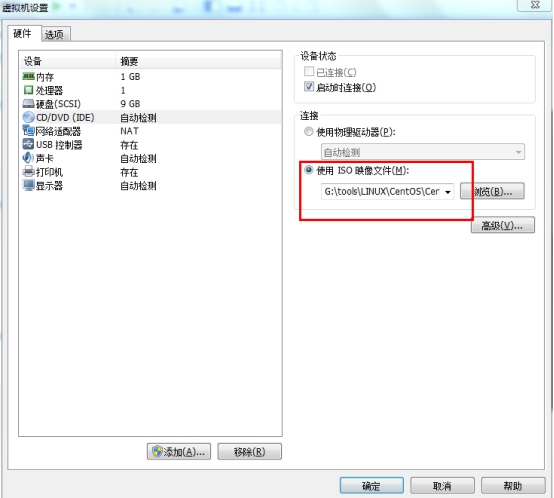 虚拟机设置
硬件 选项
设备 摘要
内存 1 GB
处理器 1
硬盘(SCSI) 9 GB
CD/DVD (IDE) 自动检测
网络适配器 NAT
USB 控制器 存在
声卡 自动检测
打印机 存在
显示器 自动检测
添加(A)... 移除(R)
设备状态
已连接(C)
启动时连接(O)
连接
使用物理驱动器(P):
自动检测
使用 ISO 映像文件(M):
G:\tools\LINUX\CentOS\Cer 浏览(B)...
高级(V)...
确定 取消 帮助